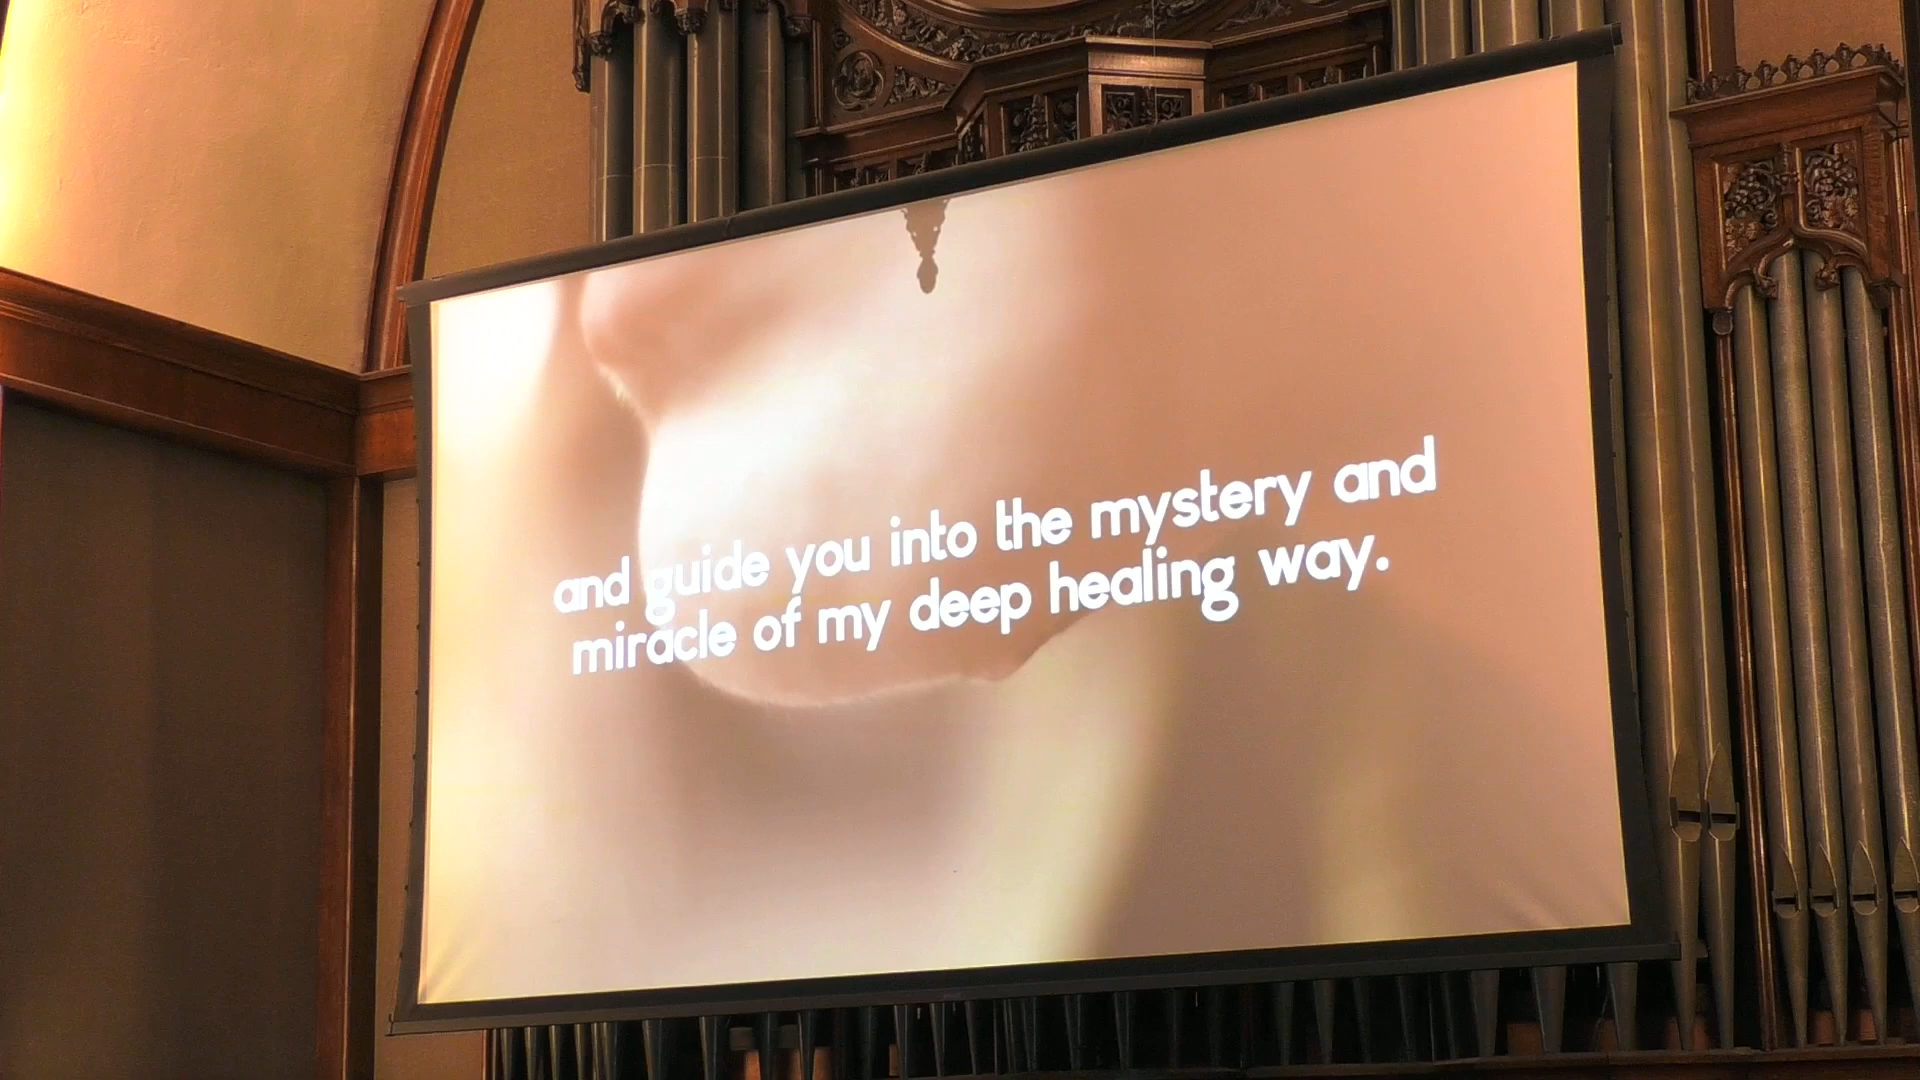 and guide you into the mystery and
miracle of my deep healing way.